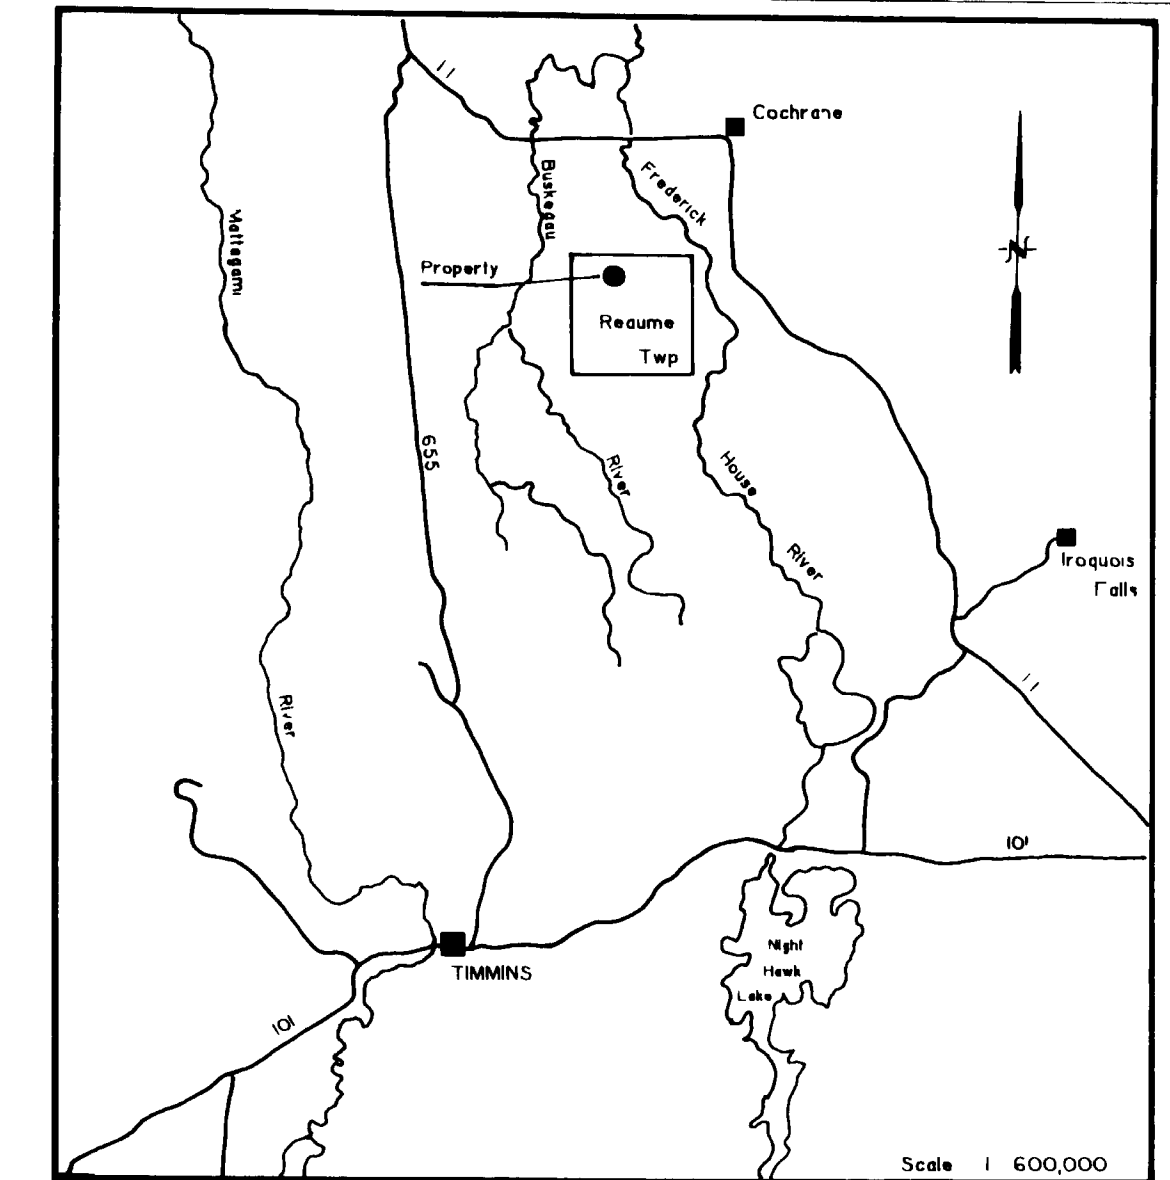 11
Cochrane
Buskegau
Frederick
Mattagami
Property
Reaume
Twp
655
River
House
River
Iroquois
Falls
11
River
101
N
Night
Hawk
Lake
TIMMINS
101
Scale 1 600,000